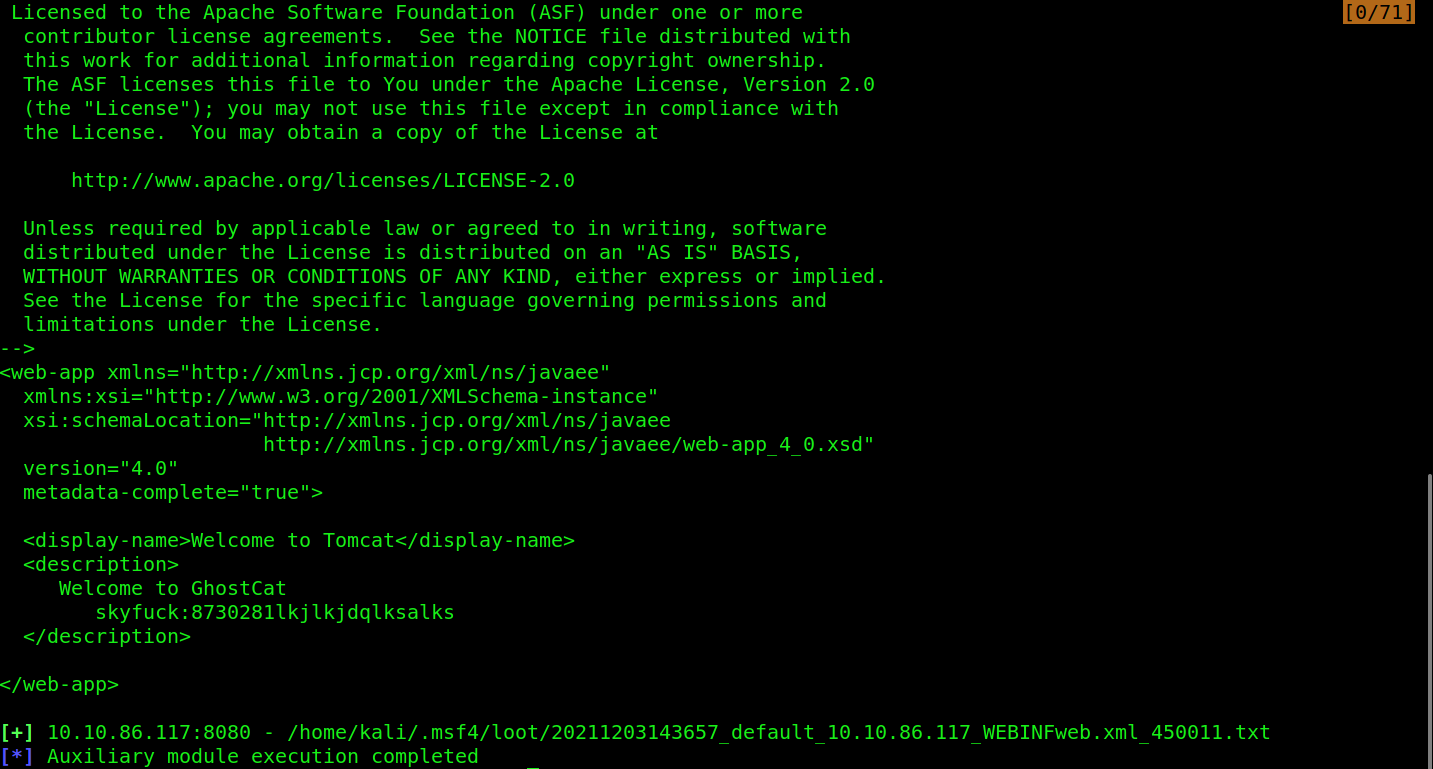 Licensed to the Apache Software Foundation (ASF) under one or more [0/71]
contributor license agreements.  See the NOTICE file distributed with
this work for additional information regarding copyright ownership.
The ASF licenses this file to You under the Apache License, Version 2.0
(the "License"); you may not use this file except in compliance with
the License.  You may obtain a copy of the License at
http://www.apache.org/licenses/LICENSE-2.0
Unless required by applicable law or agreed to in writing, software
distributed under the License is distributed on an "AS IS" BASIS,
WITHOUT WARRANTIES OR CONDITIONS OF ANY KIND, either express or implied.
See the License for the specific language governing permissions and
limitations under the License.
-->
<web-app xmlns="http://xmlns.jcp.org/xml/ns/javaee"
xmlns:xsi="http://www.w3.org/2001/XMLSchema-instance"
xsi:schemaLocation="http://xmlns.jcp.org/xml/ns/javaee
http://xmlns.jcp.org/xml/ns/javaee/web-app_4_0.xsd"
version="4.0"
metadata-complete="true">
<display-name>Welcome to Tomcat</display-name>
<description>
Welcome to GhostCat
skyfuck:8730281lkjlkjdqlksalks
</description>
</web-app>
[+] 10.10.86.117:8080 - /home/kali/.msf4/loot/20211203143657_default_10.10.86.117_WEBINFweb.xml_450011.txt
[*] Auxiliary module execution completed